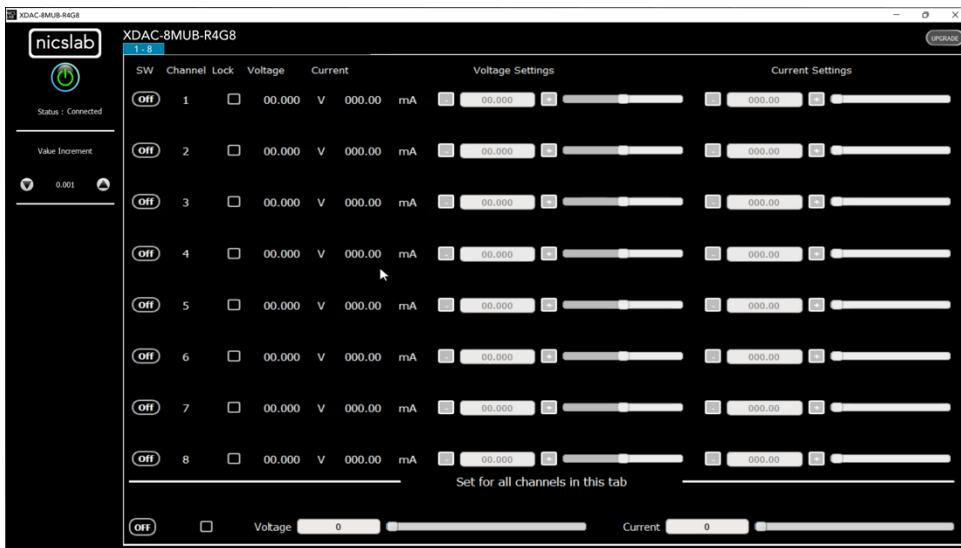 XDAC-8MUB-R4G8
nicslab
XDAC-8MUB-R4G8
UPGRADE
1 - 8
SW Channel Lock Voltage Current Voltage Settings Current Settings
Status : Connected
Value Increment
0.001
Off 1 00.000 V 000.00 mA - 00.000 + - 000.00 +
Off 2 00.000 V 000.00 mA - 00.000 + - 000.00 +
Off 3 00.000 V 000.00 mA - 00.000 + - 000.00 +
Off 4 00.000 V 000.00 mA - 00.000 + - 000.00 +
Off 5 00.000 V 000.00 mA - 00.000 + - 000.00 +
Off 6 00.000 V 000.00 mA - 00.000 + - 000.00 +
Off 7 00.000 V 000.00 mA - 00.000 + - 000.00 +
Off 8 00.000 V 000.00 mA - 00.000 + - 000.00 +
Set for all channels in this tab
OFF Voltage 0 Current 0